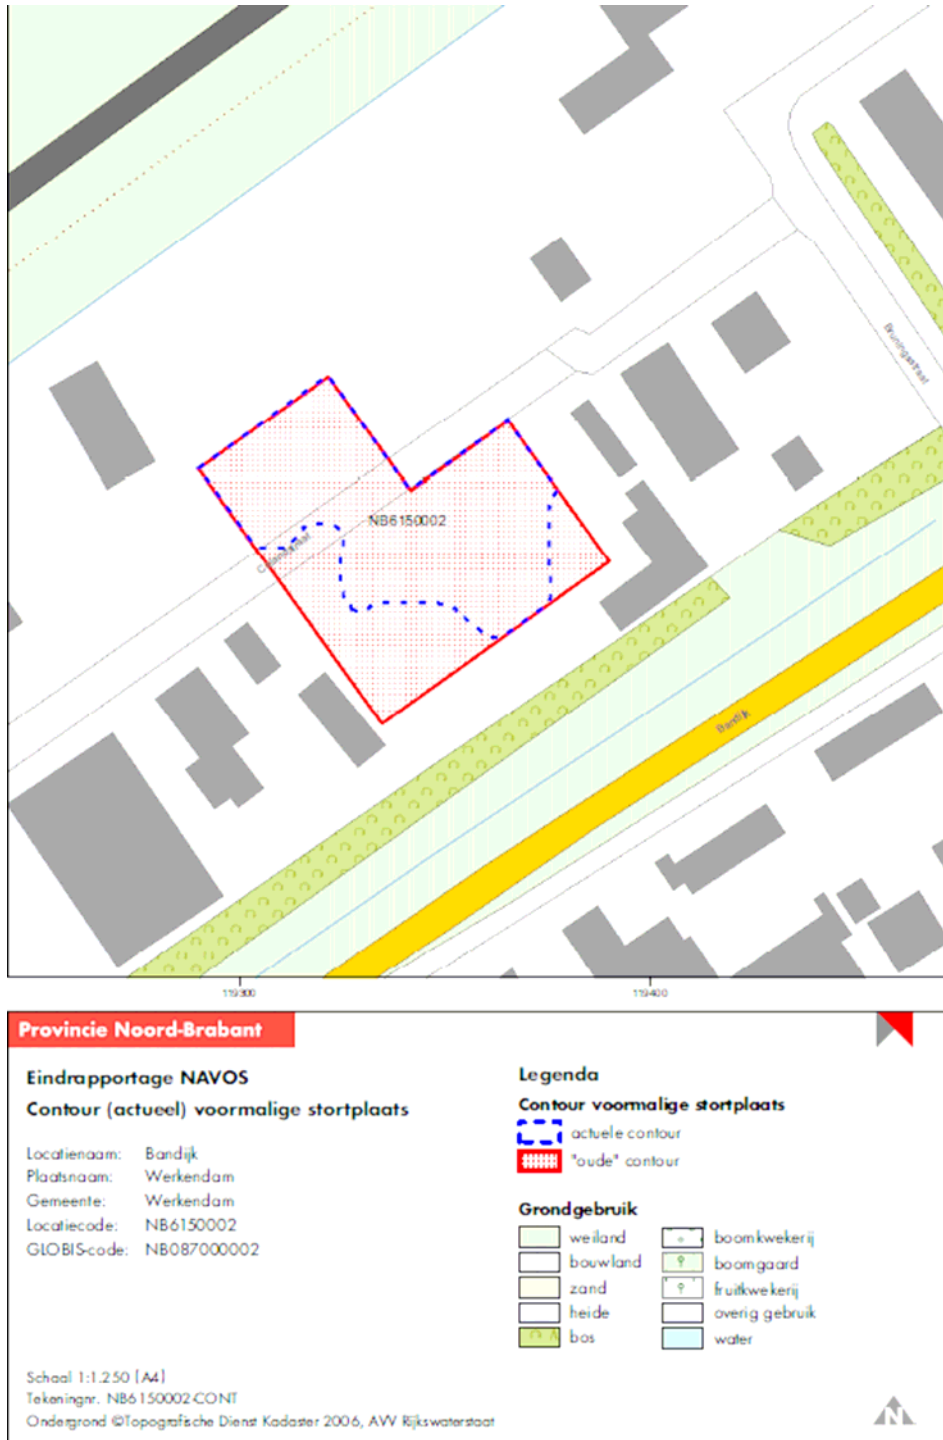 Bruningsstraat
NB6150002
Bandijk
119300
119400
Provincie Noord-Brabant
Eindrapportage NAVOS
Contour (actueel) voormalige stortplaats
Locatienaam: Bandijk
Plaatsnaam: Werkendam
Gemeente: Werkendam
Locatiecode: NB6150002
GLOBIS-code: NB087000002
Schaal 1:1.250 (A4)
Tekeningnr. NB6150002-CONT
Ondergrond ©Topografische Dienst Kadaster 2006, AVV Rijkswaterstaat
Legenda
Contour voormalige stortplaats
actuele contour
"oude" contour
Grondgebruik
weiland
bouwland
zand
heide
bos
boomkwekerij
boomgaard
fruitkwekerij
overig gebruik
water
N